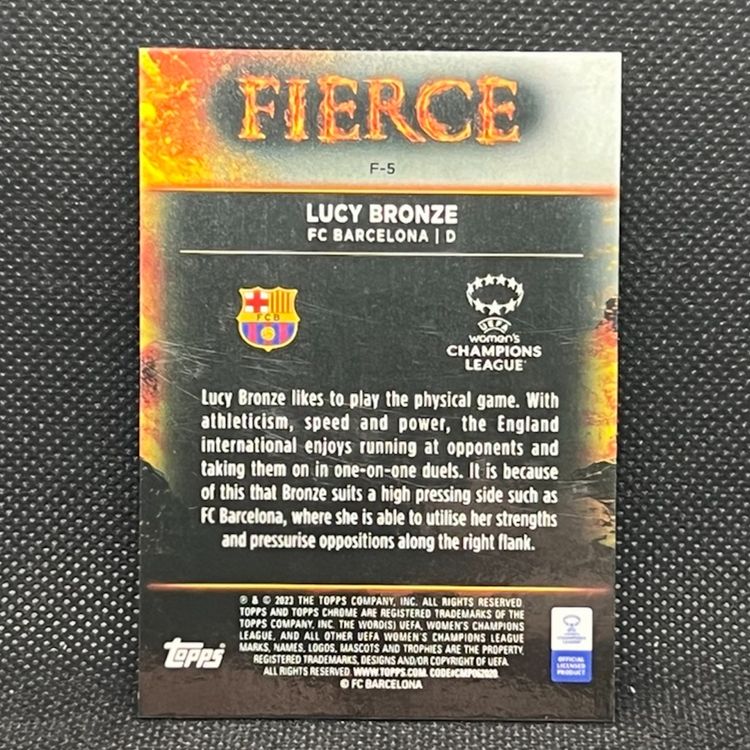 FIERCE
F-5
LUCY BRONZE
FC BARCELONA | D
FCB
UEFA
women's
CHAMPIONS
LEAGUE
Lucy Bronze likes to play the physical game. With
athleticism, speed and power, the England
international enjoys running at opponents and
taking them on in one-on-one duels. It is because
of this that Bronze suits a high pressing side such as
FC Barcelona, where she is able to utilise her strengths
and pressurise oppositions along the right flank.
℗ & © 2023 THE TOPPS COMPANY, INC. ALL RIGHTS RESERVED.
TOPPS AND TOPPS CHROME ARE REGISTERED TRADEMARKS OF THE
TOPPS COMPANY, INC. THE WORD(S) UEFA, WOMEN'S CHAMPIONS
LEAGUE, AND ALL OTHER UEFA WOMEN'S CHAMPIONS LEAGUE
MARKS, NAMES, LOGOS, MASCOTS AND TROPHIES ARE THE PROPERTY,
REGISTERED TRADEMARKS, DESIGNS AND/OR COPYRIGHT OF UEFA.
ALL RIGHTS RESERVED. WWW.TOPPS.COM. CODE#CMP062020.
© FC BARCELONA
topps
OFFICIAL
LICENSED
PRODUCT